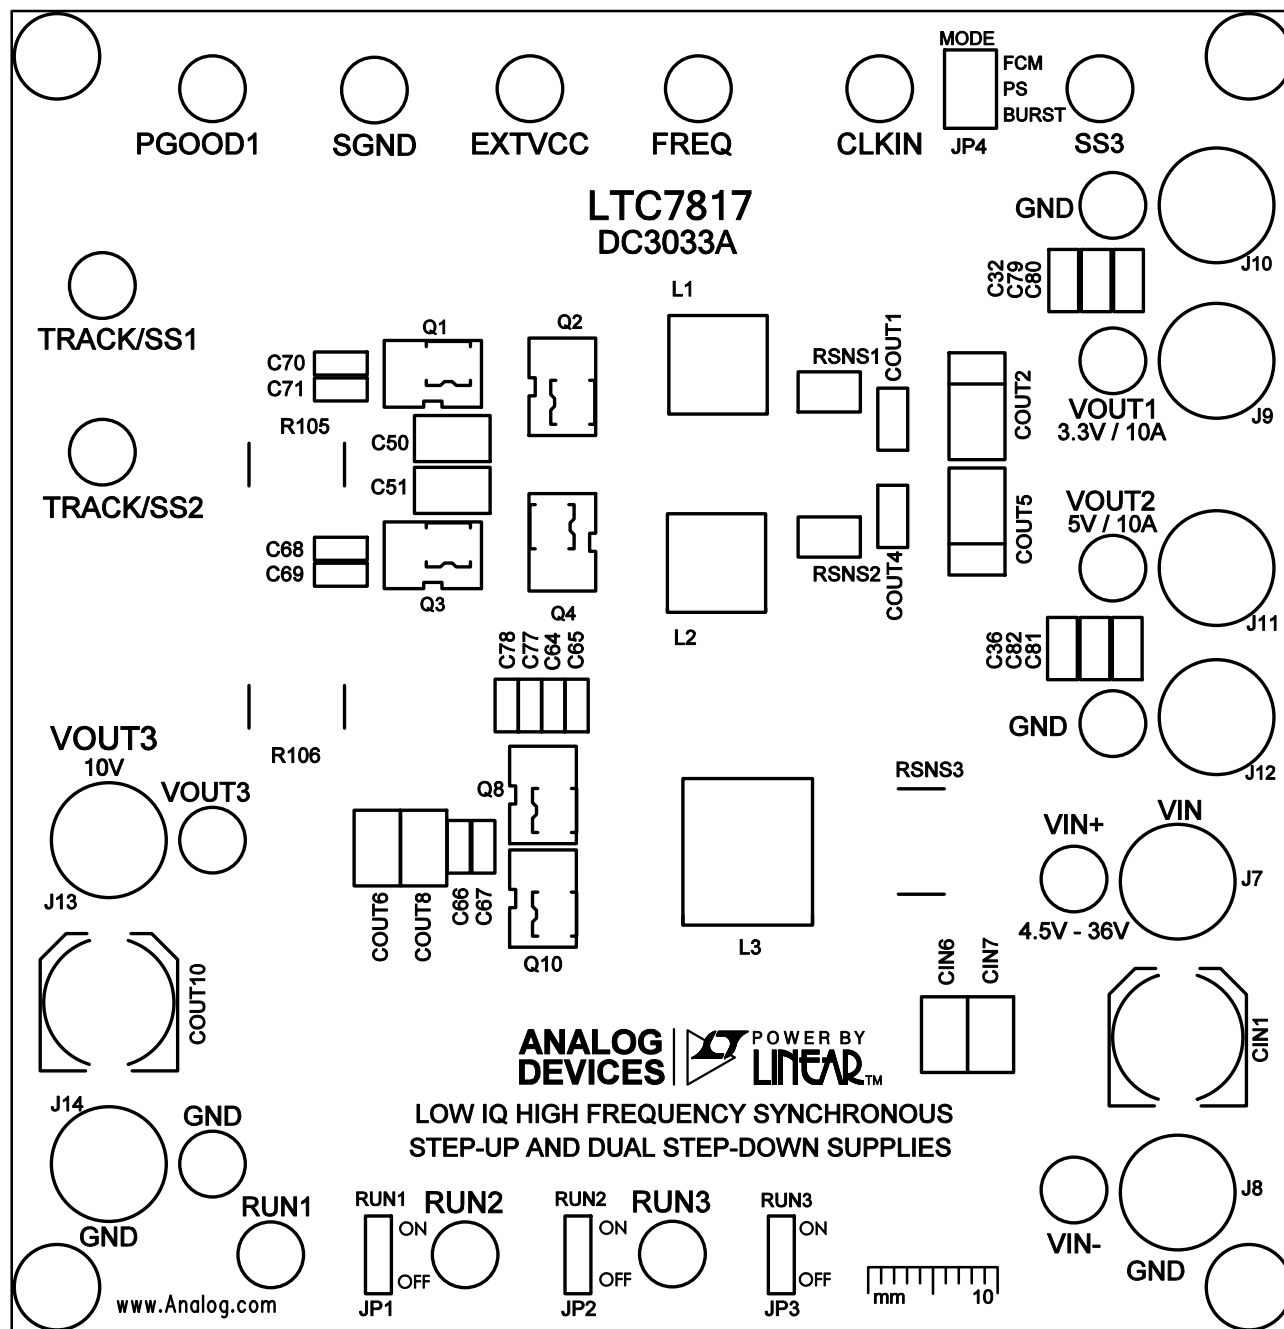 MODE
FCM
PS
BURST
JP4
PGOOD1
SGND
EXTVCC
FREQ
CLKIN
SS3
LTC7817
DC3033A
GND
J10
C32
C79
C80
TRACK/SS1
L1
Q1
Q2
C70
C71
RSNS1
COUT1
COUT2
VOUT1
3.3V / 10A
J9
R105
C50
C51
TRACK/SS2
VOUT2
5V / 10A
C68
C69
Q3
Q4
L2
RSNS2
COUT4
COUT5
J11
C78
C77
C64
C65
C36
C82
C81
GND
J12
VOUT3
10V
R106
VOUT3
Q8
RSNS3
VIN+
VIN
J13
J7
4.5V - 36V
COUT6
COUT8
C66
C67
Q10
L3
CIN6
CIN7
COUT10
CIN1
ANALOG
DEVICES
LT
POWER BY
LINEAR™
LOW IQ HIGH FREQUENCY SYNCHRONOUS
STEP-UP AND DUAL STEP-DOWN SUPPLIES
J14
GND
GND
RUN1
RUN1
ON
OFF
JP1
RUN2
RUN2
ON
OFF
JP2
RUN3
RUN3
ON
OFF
JP3
J8
VIN-
GND
mm 10
www.Analog.com